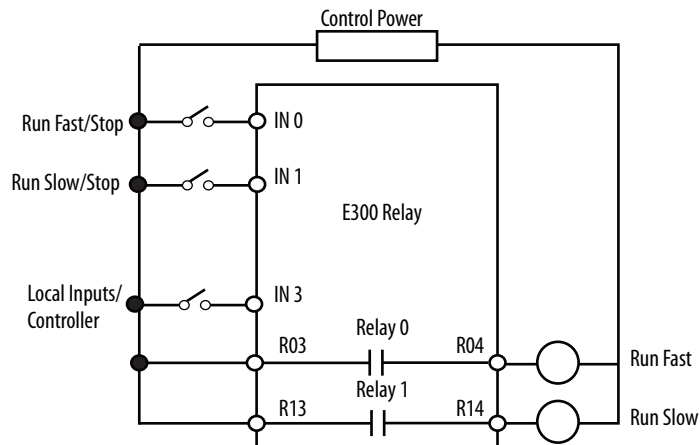 Control Power
Run Fast/Stop
IN 0
Run Slow/Stop
IN 1
E300 Relay
Local Inputs/
Controller
IN 3
Relay 0
R03
R04
Run Fast
Relay 1
R13
R14
Run Slow